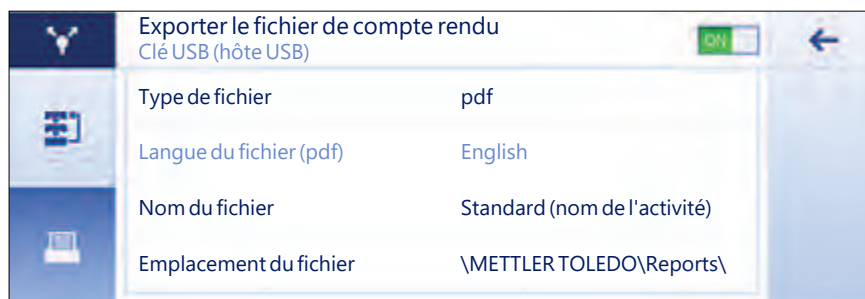 Exporter le fichier de compte rendu
Clé USB (hôte USB)
ON
Type de fichier pdf
Langue du fichier (pdf) English
Nom du fichier Standard (nom de l'activité)
Emplacement du fichier \METTLER TOLEDO\Reports\